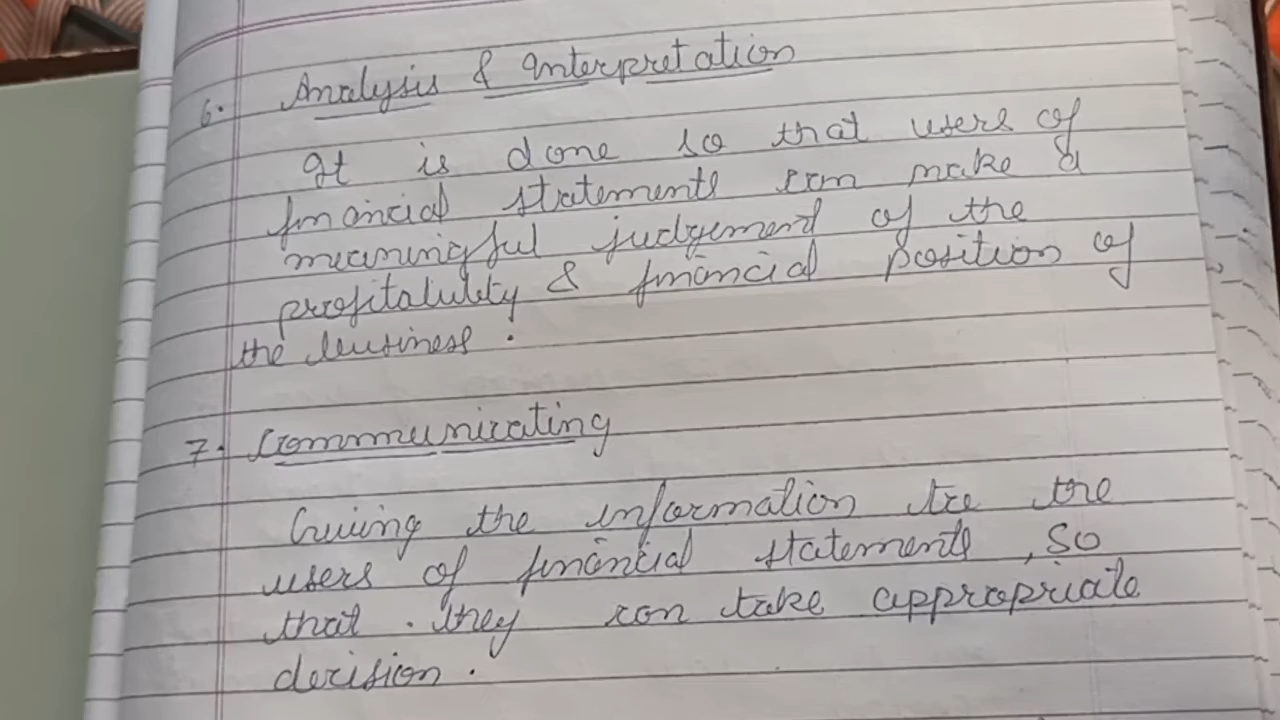 6. Analysis & Interpretation
It is done so that users of
financial statements can make a
meaningful judgement of the
profitability & financial position of
the business.
7. Communicating
Giving the information to the
users of financial statements, so
that they can take appropriate
decision.